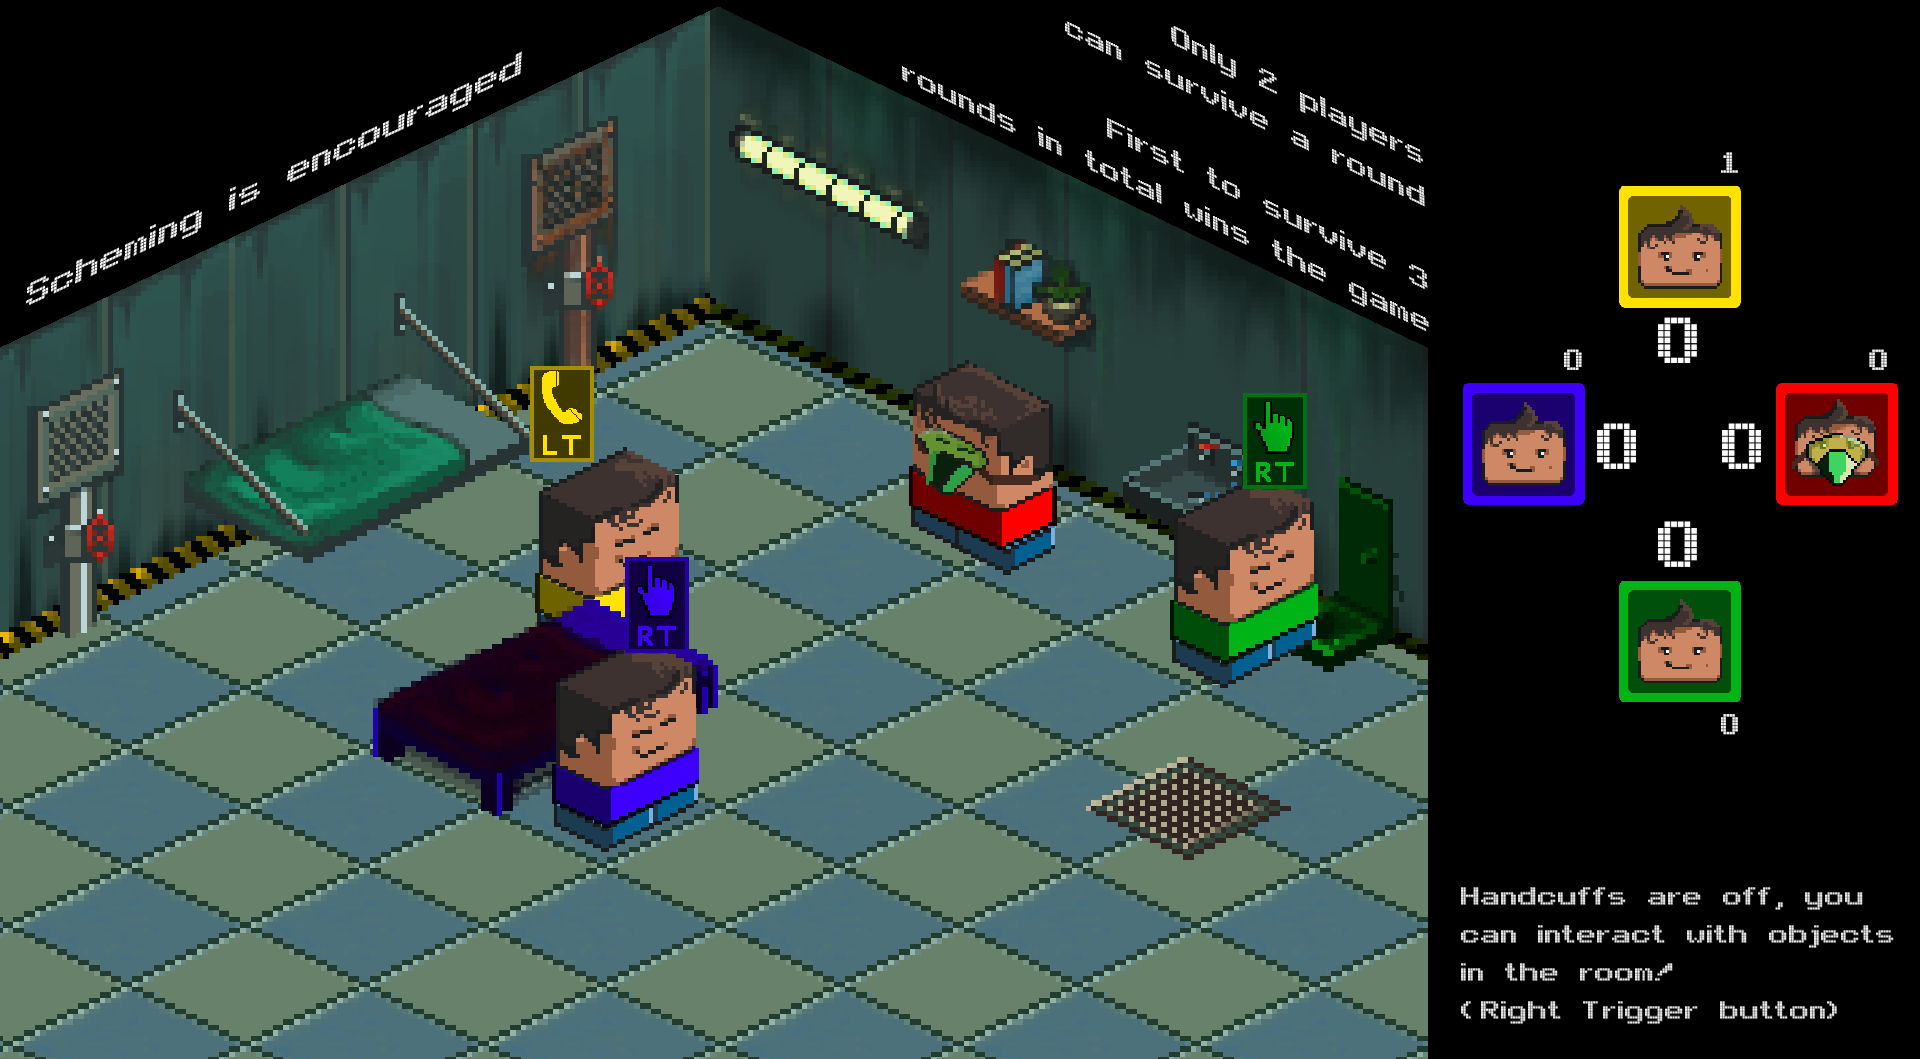 Scheming is encouraged
Only 2 players
can survive a round
First to survive 3
rounds in total wins the game
LT
RT
RT
1
0
0
0
0
0
0
0
Handcuffs are off, you
can interact with objects
in the room!
(Right Trigger button)